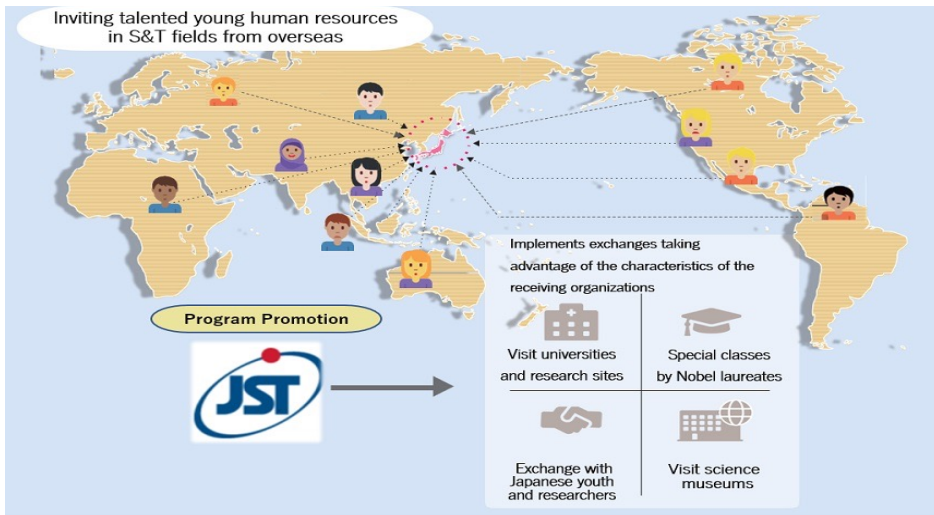 Inviting talented young human resources
in S&T fields from overseas
Implements exchanges taking
advantage of the characteristics of the
receiving organizations
Program Promotion
JST
Visit universities
and research sites
Special classes
by Nobel laureates
Exchange with
Japanese youth
and researchers
Visit science
museums